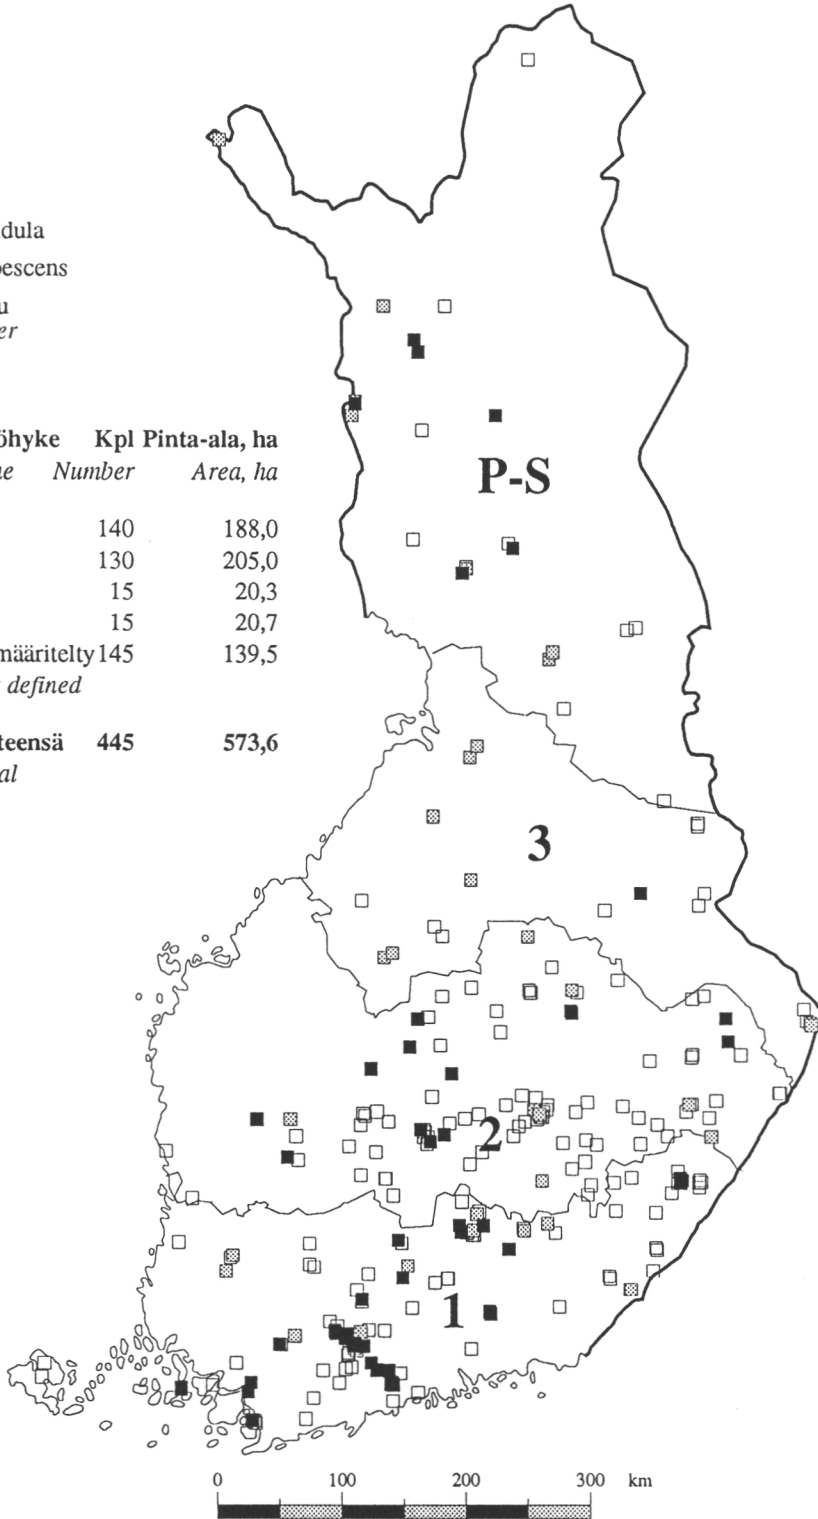 dula
escens
u
er
öhyke Kpl Pinta-ala, ha
ne Number Area, ha
140 188,0
130 205,0
15 20,3
15 20,7
määritelty 145 139,5
defined
teensä 445 573,6
al
P-S
3
2
1
0 100 200 300 km